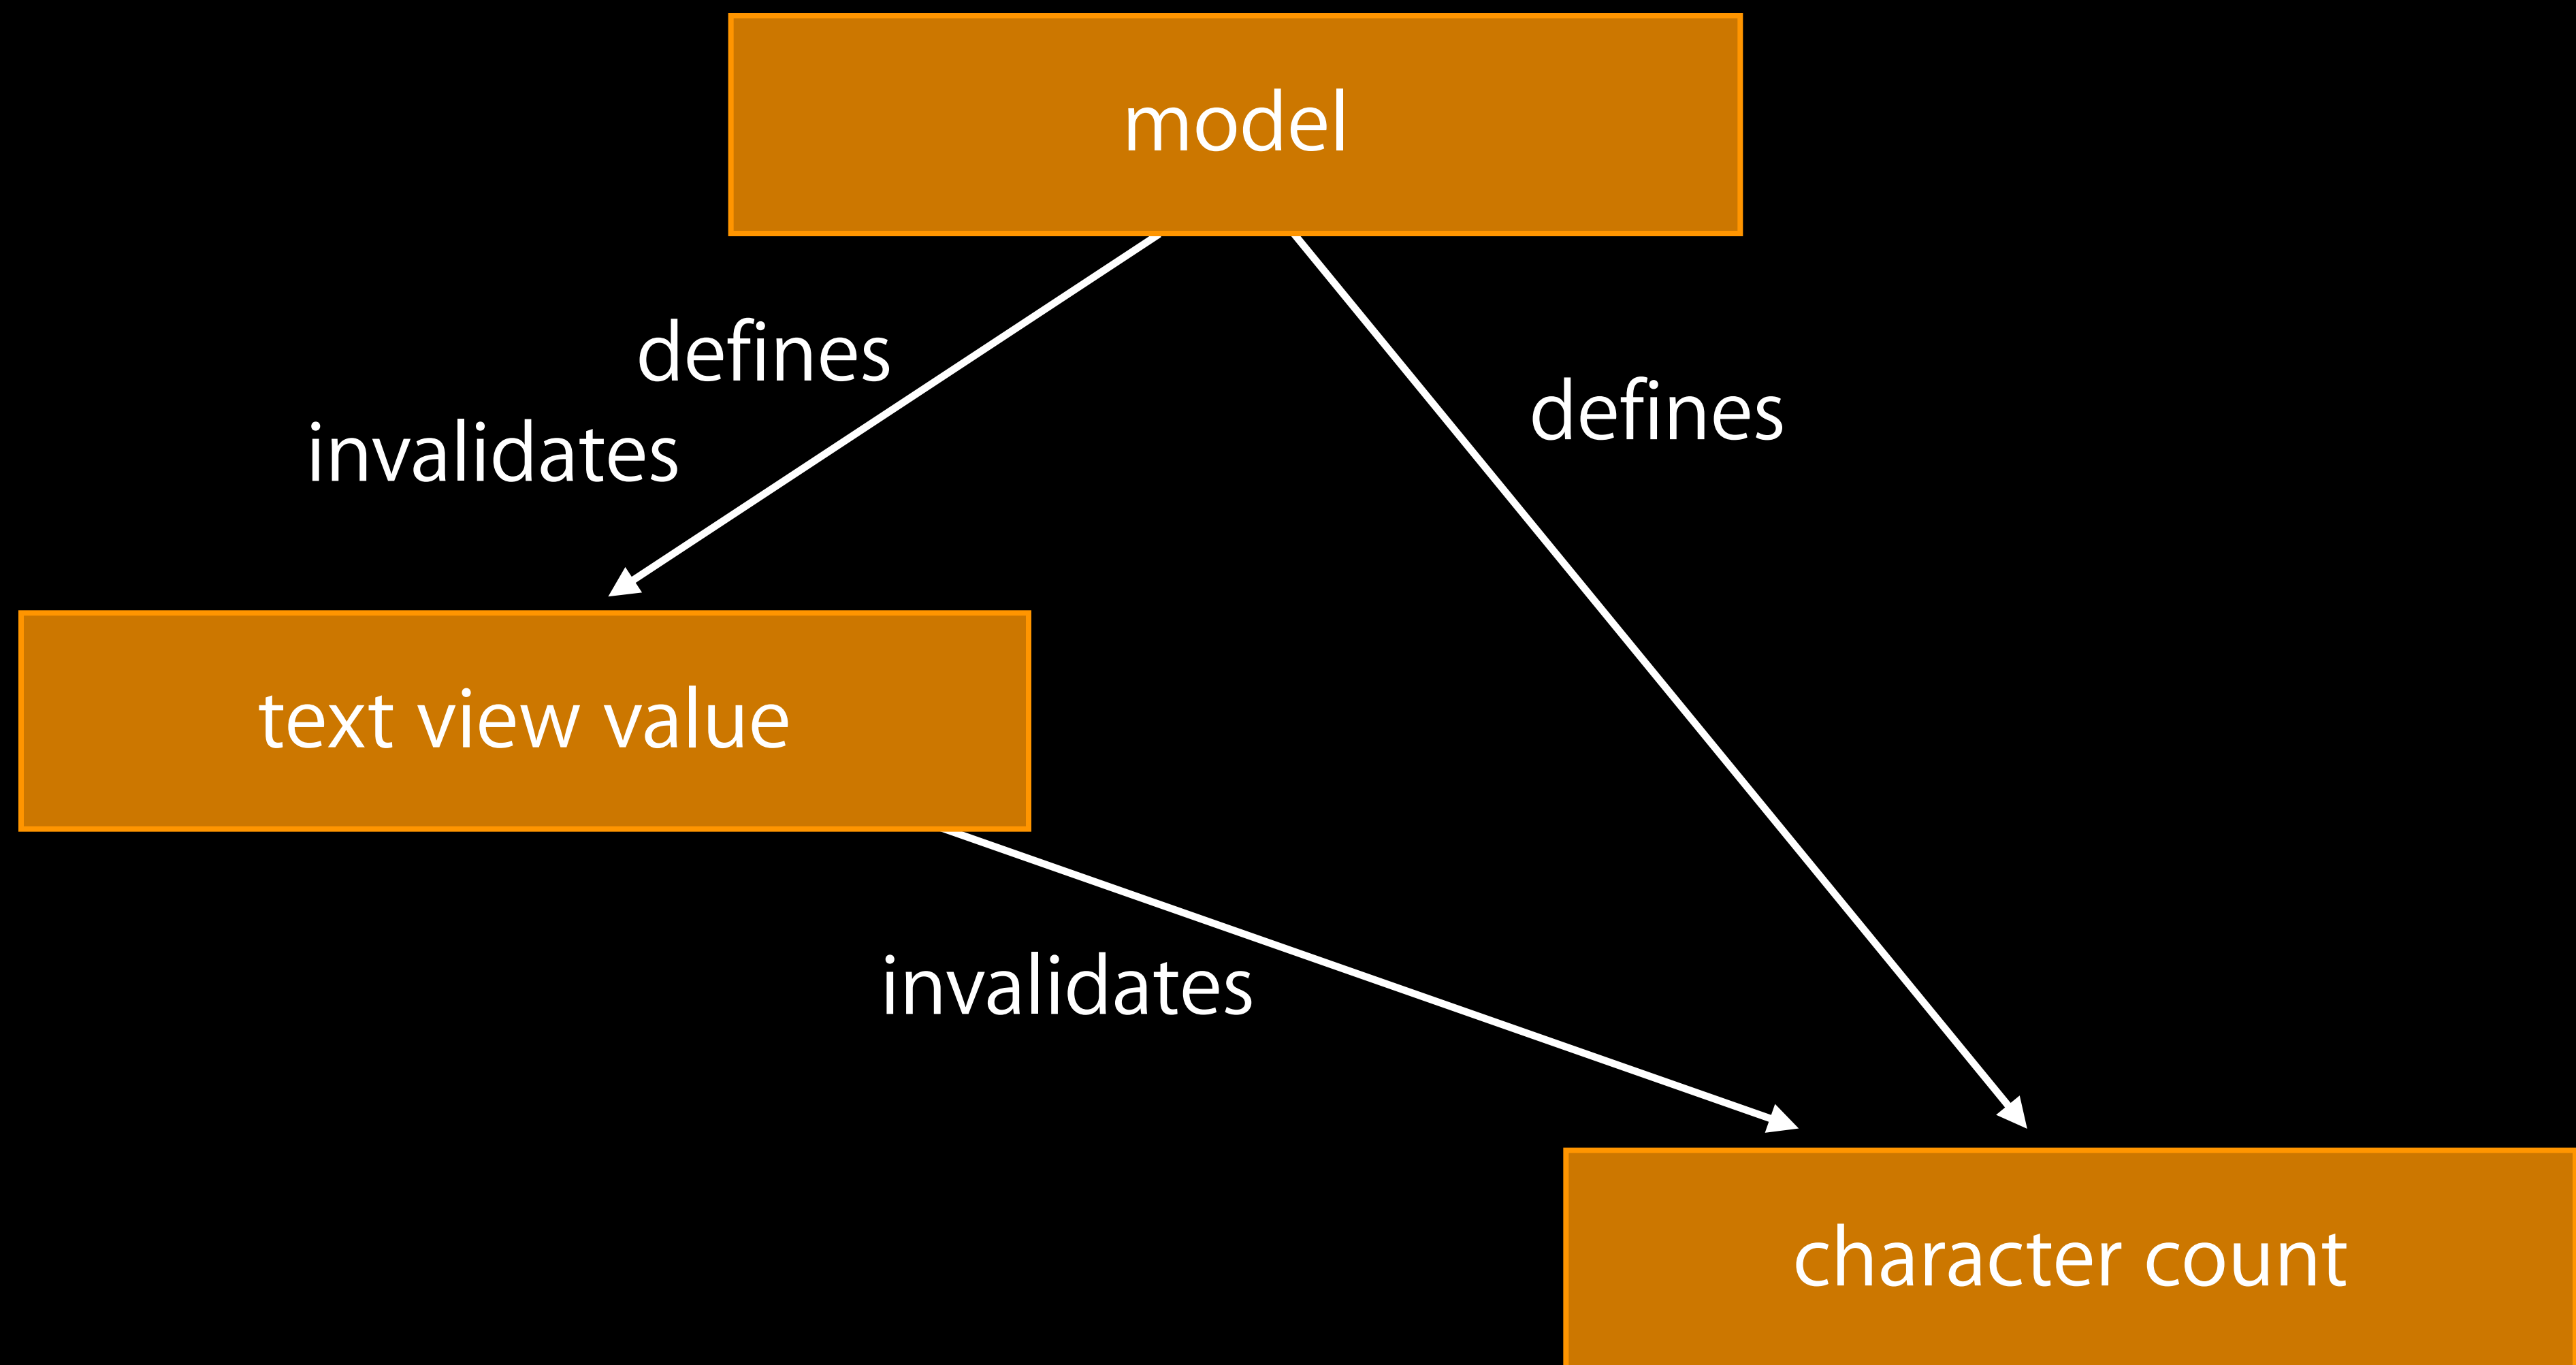 model
defines
invalidates
defines
text view value
invalidates
character count